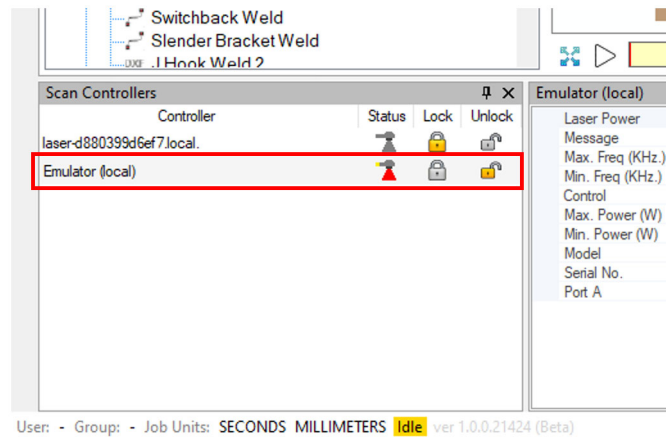 Switchback Weld
Slender Bracket Weld
DXF J Hook Weld 2
Scan Controllers
Controller Status Lock Unlock
laser-d880399d6ef7.local.
Emulator (local)
Emulator (local)
Laser Power
Message
Max. Freq (KHz.)
Min. Freq (KHz.)
Control
Max. Power (W)
Min. Power (W)
Model
Serial No.
Port A
User: - Group: - Job Units: SECONDS MILLIMETERS Idle ver 1.0.0.21424 (Beta)